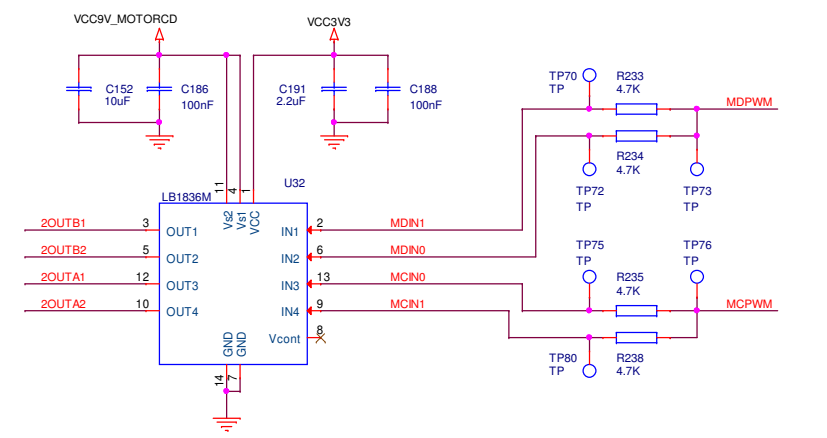 VCC9V_MOTORCD
VCC3V3
C152
10uF
C186
100nF
C191
2.2uF
C188
100nF
TP70
TP
R233
4.7K
MDPWM
R234
4.7K
TP72
TP
TP73
TP
U32
LB1836M
11
4
1
Vs2
Vs1
VCC
2OUTB1
3
OUT1
IN1
2
MDIN1
2OUTB2
5
OUT2
IN2
6
MDIN0
2OUTA1
12
OUT3
IN3
13
MCIN0
2OUTA2
10
OUT4
IN4
9
MCIN1
Vcont
8
GND
GND
14
7
TP75
TP
TP76
TP
R235
4.7K
MCPWM
R238
4.7K
TP80
TP